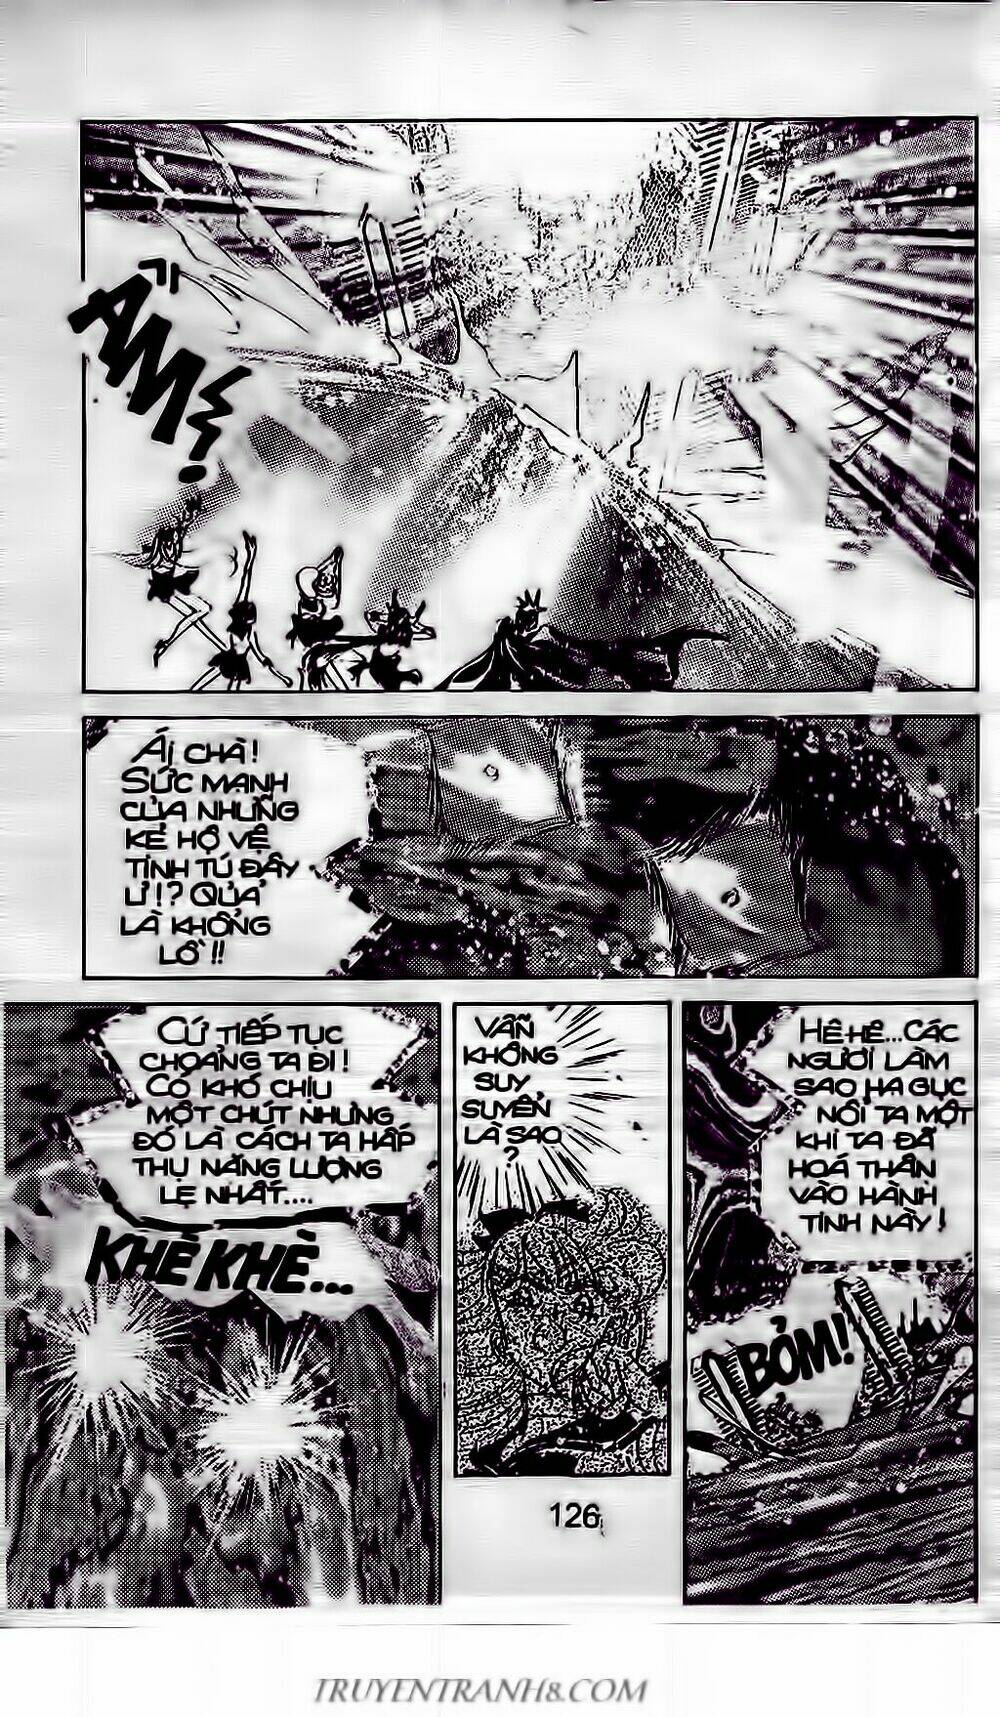 ẦM!
ÁI CHÀ!
SỨC MẠNH
CỦA NHỮNG
KẺ HỘ VỆ
TINH TÚ ĐÂY
Ư!? QUẢ
LÀ KHỔNG
LỒ!!
HÊ HÊ...CÁC
NGƯƠI LÀM
SAO HẠ GỤC
NỔI TA MỘT
KHI TA ĐÃ
HOÁ THÂN
VÀO HÀNH
TINH NÀY!
BỎM!
VẪN
KHÔNG
SUY
SUYỂN
LÀ SAO
?
CỨ TIẾP TỤC
CHOẢNG TA ĐI!
CÓ KHÓ CHỊU
MỘT CHÚT NHƯNG
ĐÓ LÀ CÁCH TA HẤP
THỤ NĂNG LƯỢNG
LẸ NHẤT....
KHÈ KHÈ...
126
TRUYENTRANH8.COM